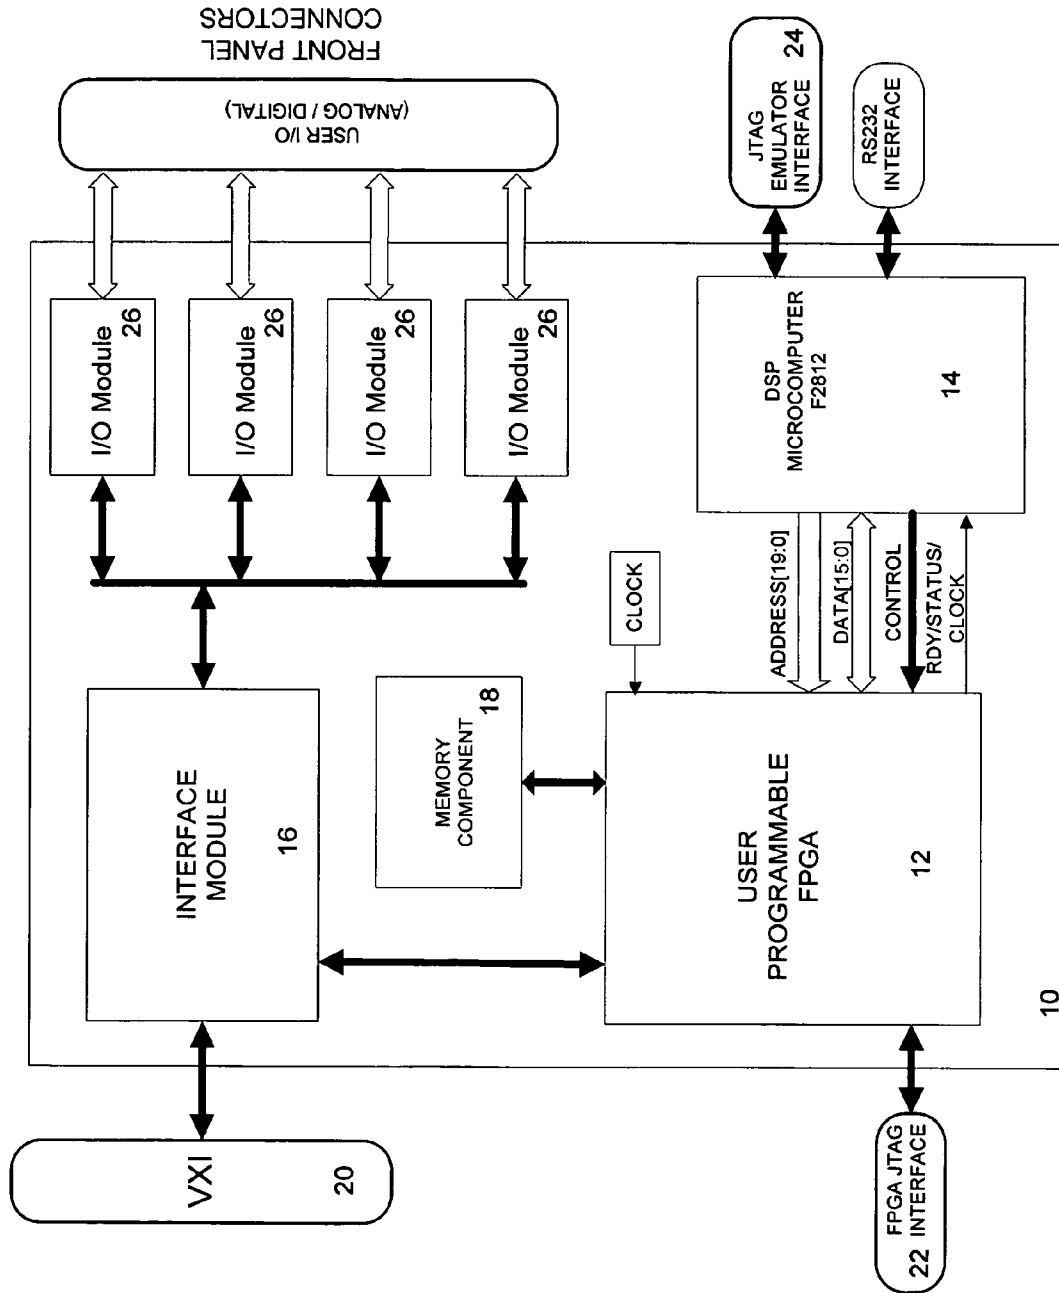 VXI
20
INTERFACE
MODULE
16
I/O Module
26
I/O Module
26
I/O Module
26
I/O Module
26
USER I/O
(ANALOG / DIGITAL)
FRONT PANEL
CONNECTORS
MEMORY
COMPONENT
18
CLOCK
FPGA JTAG
INTERFACE
22
USER
PROGRAMMABLE
FPGA
12
ADDRESS[19:0]
DATA[15:0]
CONTROL
RDY/STATUS/
CLOCK
DSP
MICROCOMPUTER
F2812
14
JTAG
EMULATOR
INTERFACE
24
RS232
INTERFACE
10